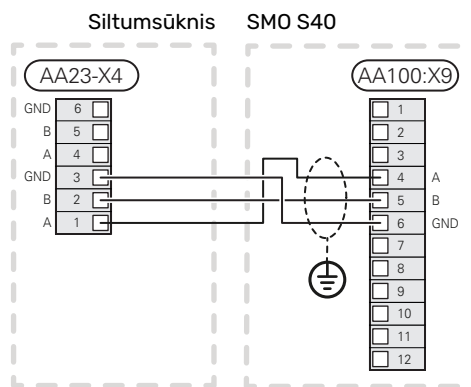 Siltumsūknis SMO S40
AA23-X4
GND 6
B 5
A 4
GND 3
B 2
A 1
AA100:X9
1
2
3
4 A
5 B
6 GND
7
8
9
10
11
12